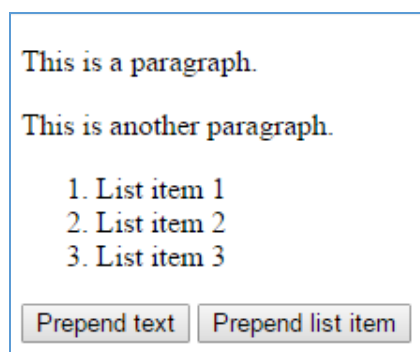 This is a paragraph.
This is another paragraph.
1. List item 1
2. List item 2
3. List item 3
Prepend text Prepend list item